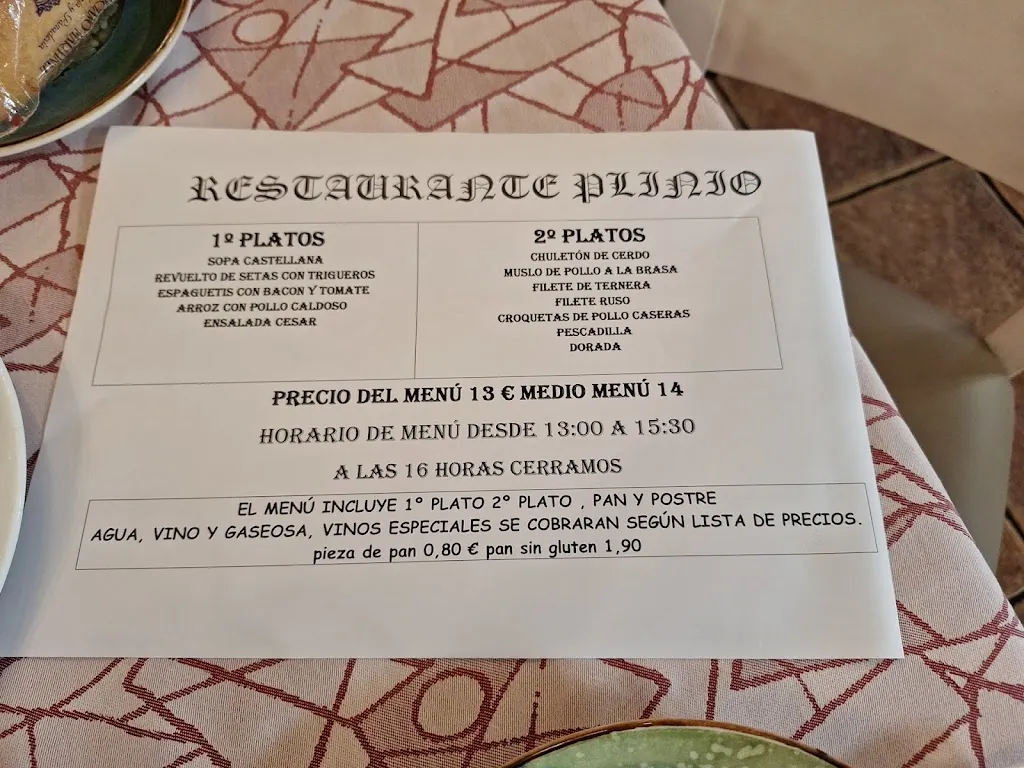 RESTAURANTE PLINIO
1º PLATOS
SOPA CASTELLANA
REVUELTO DE SETAS CON TRIGUEROS
ESPAGUETIS CON BACON Y TOMATE
ARROZ CON POLLO CALDOSO
ENSALADA CESAR
2º PLATOS
CHULETÓN DE CERDO
MUSLO DE POLLO A LA BRASA
FILETE DE TERNERA
FILETE RUSO
CROQUETAS DE POLLO CASERAS
PESCADILLA
DORADA
PRECIO DEL MENÚ 13 € MEDIO MENÚ 14
HORARIO DE MENÚ DESDE 13:00 A 15:30
A LAS 16 HORAS CERRAMOS
EL MENÚ INCLUYE 1º PLATO 2º PLATO , PAN Y POSTRE
AGUA, VINO Y GASEOSA, VINOS ESPECIALES SE COBRARAN SEGÚN LISTA DE PRECIOS.
pieza de pan 0,80 € pan sin gluten 1,90